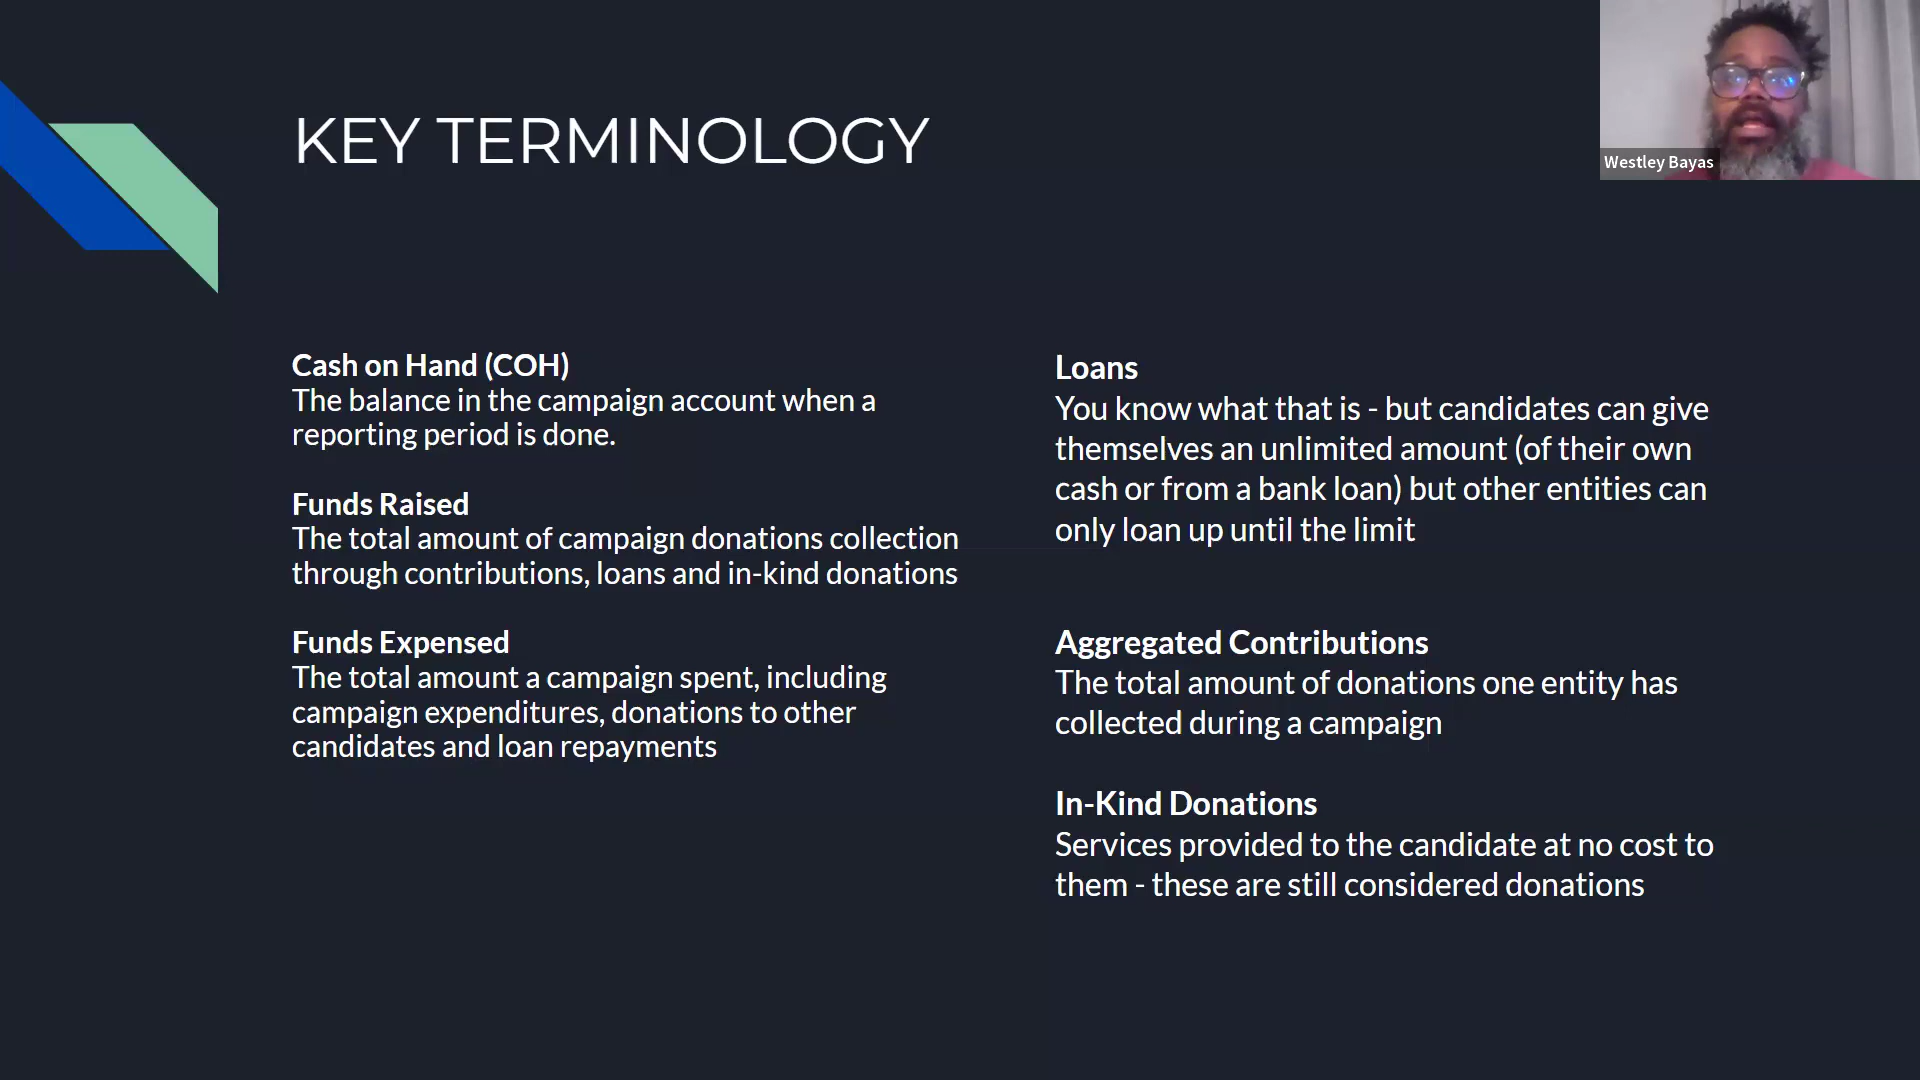 KEY TERMINOLOGY
Westley Bayas
Cash on Hand (COH)
The balance in the campaign account when a
reporting period is done.
Funds Raised
The total amount of campaign donations collection
through contributions, loans and in-kind donations
Funds Expensed
The total amount a campaign spent, including
campaign expenditures, donations to other
candidates and loan repayments
Loans
You know what that is - but candidates can give
themselves an unlimited amount (of their own
cash or from a bank loan) but other entities can
only loan up until the limit
Aggregated Contributions
The total amount of donations one entity has
collected during a campaign
In-Kind Donations
Services provided to the candidate at no cost to
them - these are still considered donations